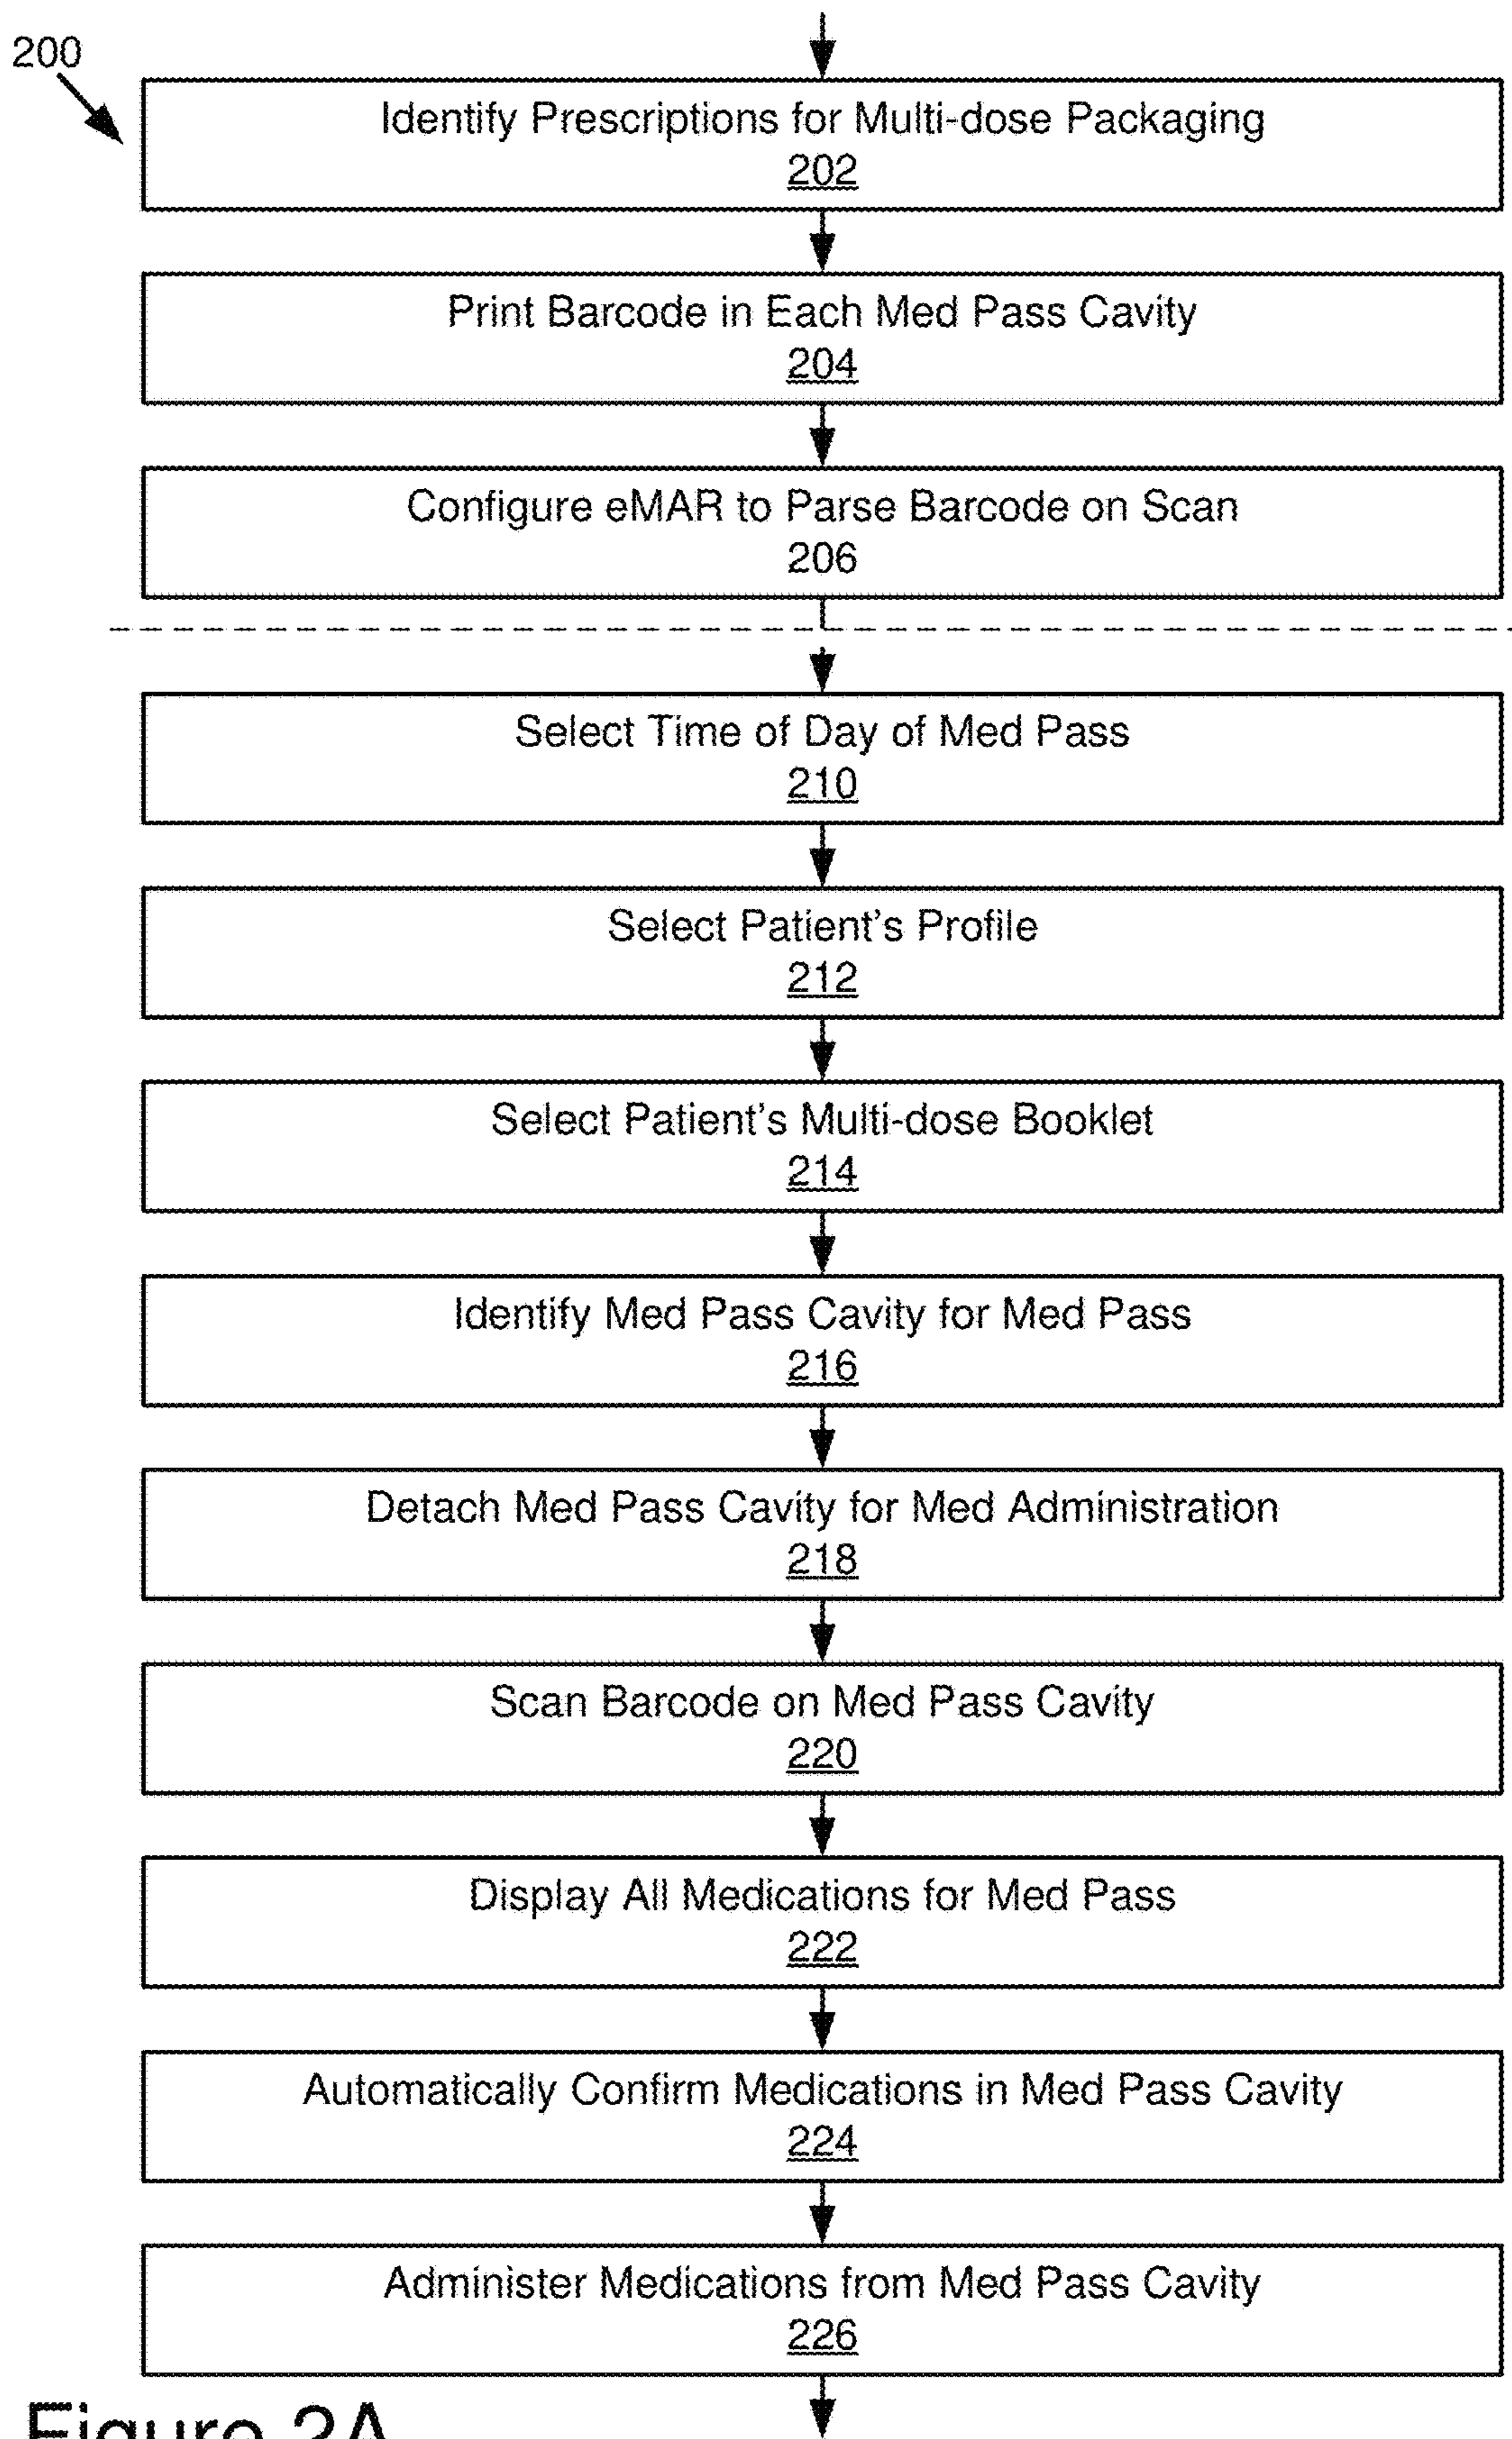 200
Identify Prescriptions for Multi-dose Packaging
202
Print Barcode in Each Med Pass Cavity
204
Configure eMAR to Parse Barcode on Scan
206
Select Time of Day of Med Pass
210
Select Patient's Profile
212
Select Patient's Multi-dose Booklet
214
Identify Med Pass Cavity for Med Pass
216
Detach Med Pass Cavity for Med Administration
218
Scan Barcode on Med Pass Cavity
220
Display All Medications for Med Pass
222
Automatically Confirm Medications in Med Pass Cavity
224
Administer Medications from Med Pass Cavity
226
Figure 2A